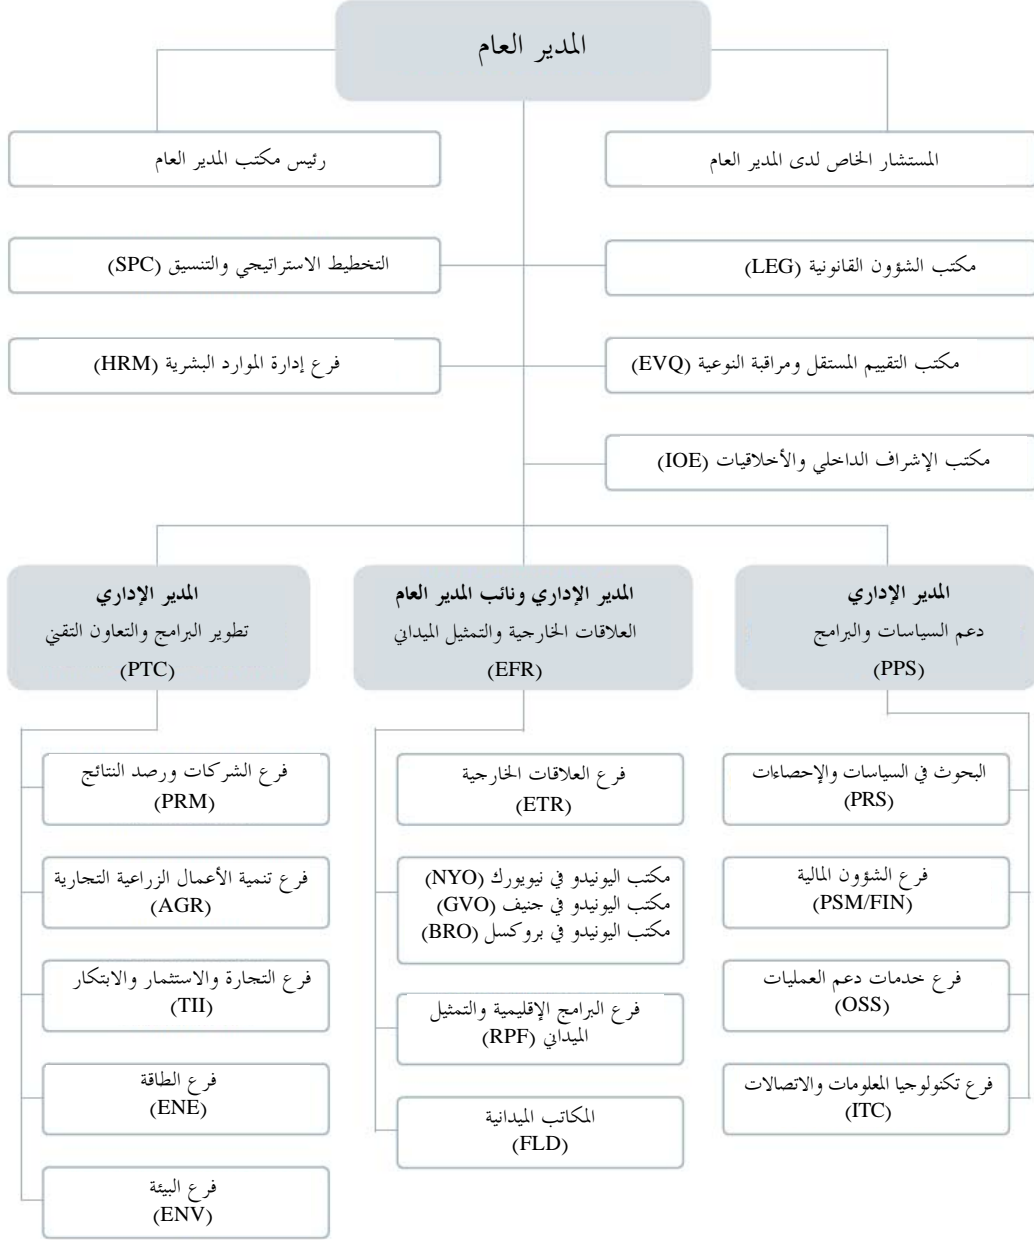 المدير العام
المستشار الخاص لدى المدير العام
رئيس مكتب المدير العام
مكتب الشؤون القانونية (LEG)
التخطيط الاستراتيجي والتنسيق (SPC)
مكتب التقييم المستقل ومراقبة النوعية (EVQ)
فرع إدارة الموارد البشرية (HRM)
مكتب الإشراف الداخلي والأخلاقيات (IOE)
المدير الإداري
دعم السياسات والبرامج
(PPS)
البحوث في السياسات والإحصاءات
(PRS)
فرع الشؤون المالية
(PSM/FIN)
فرع خدمات دعم العمليات
(OSS)
فرع تكنولوجيا المعلومات والاتصالات
(ITC)
المدير الإداري ونائب المدير العام
العلاقات الخارجية والتمثيل الميداني
(EFR)
فرع العلاقات الخارجية
(ETR)
مكتب اليونيدو في نيويورك (NYO)
مكتب اليونيدو في جنيف (GVO)
مكتب اليونيدو في بروكسل (BRO)
فرع البرامج الإقليمية والتمثيل
الميداني (RPF)
المكاتب الميدانية
(FLD)
المدير الإداري
تطوير البرامج والتعاون التقني
(PTC)
فرع الشركات ورصد النتائج
(PRM)
فرع تنمية الأعمال الزراعية التجارية
(AGR)
فرع التجارة والاستثمار والابتكار
(TII)
فرع الطاقة
(ENE)
فرع البيئة
(ENV)